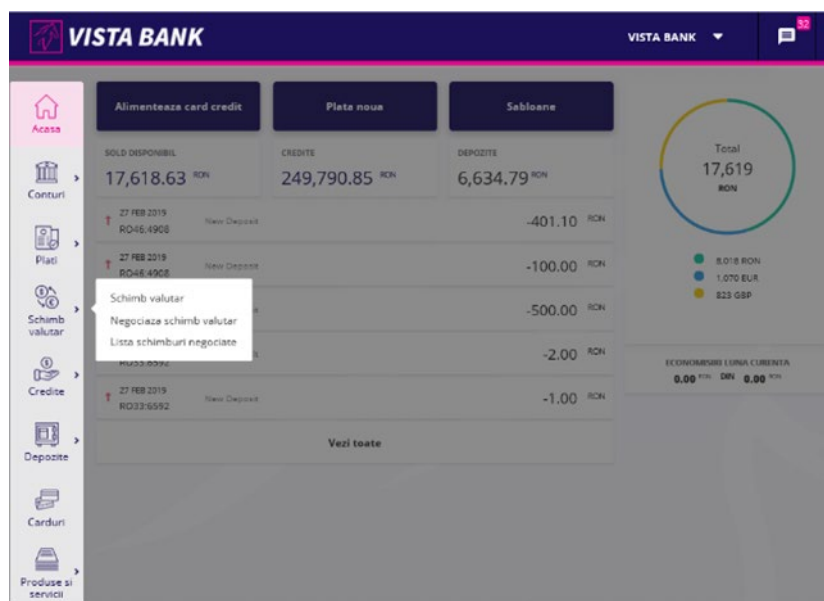 VISTA BANK
VISTA BANK
32
Acasa
Conturi
Plati
Schimb
valutar
Credite
Depozite
Carduri
Produse si
servicii
Alimenteaza card credit
Plata noua
Sabloane
SOLD DISPONIBIL
17,618.63 RON
CREDITE
249,790.85 RON
DEPOZITE
6,634.79 RON
27 FEB 2019
RO46:4908
New Deposit
-401.10 RON
27 FEB 2019
RO46:4908
New Deposit
-100.00 RON
Schimb valutar
Negociaza schimb valutar
Lista schimburi negociate
-500.00 RON
RO33:6592
-2.00 RON
27 FEB 2019
RO33:6592
New Deposit
-1.00 RON
Vezi toate
Total
17,619
RON
8,018 RON
1,070 EUR
823 GBP
ECONOMISIRI LUNA CURENTA
0.00 RON DIN 0.00 RON